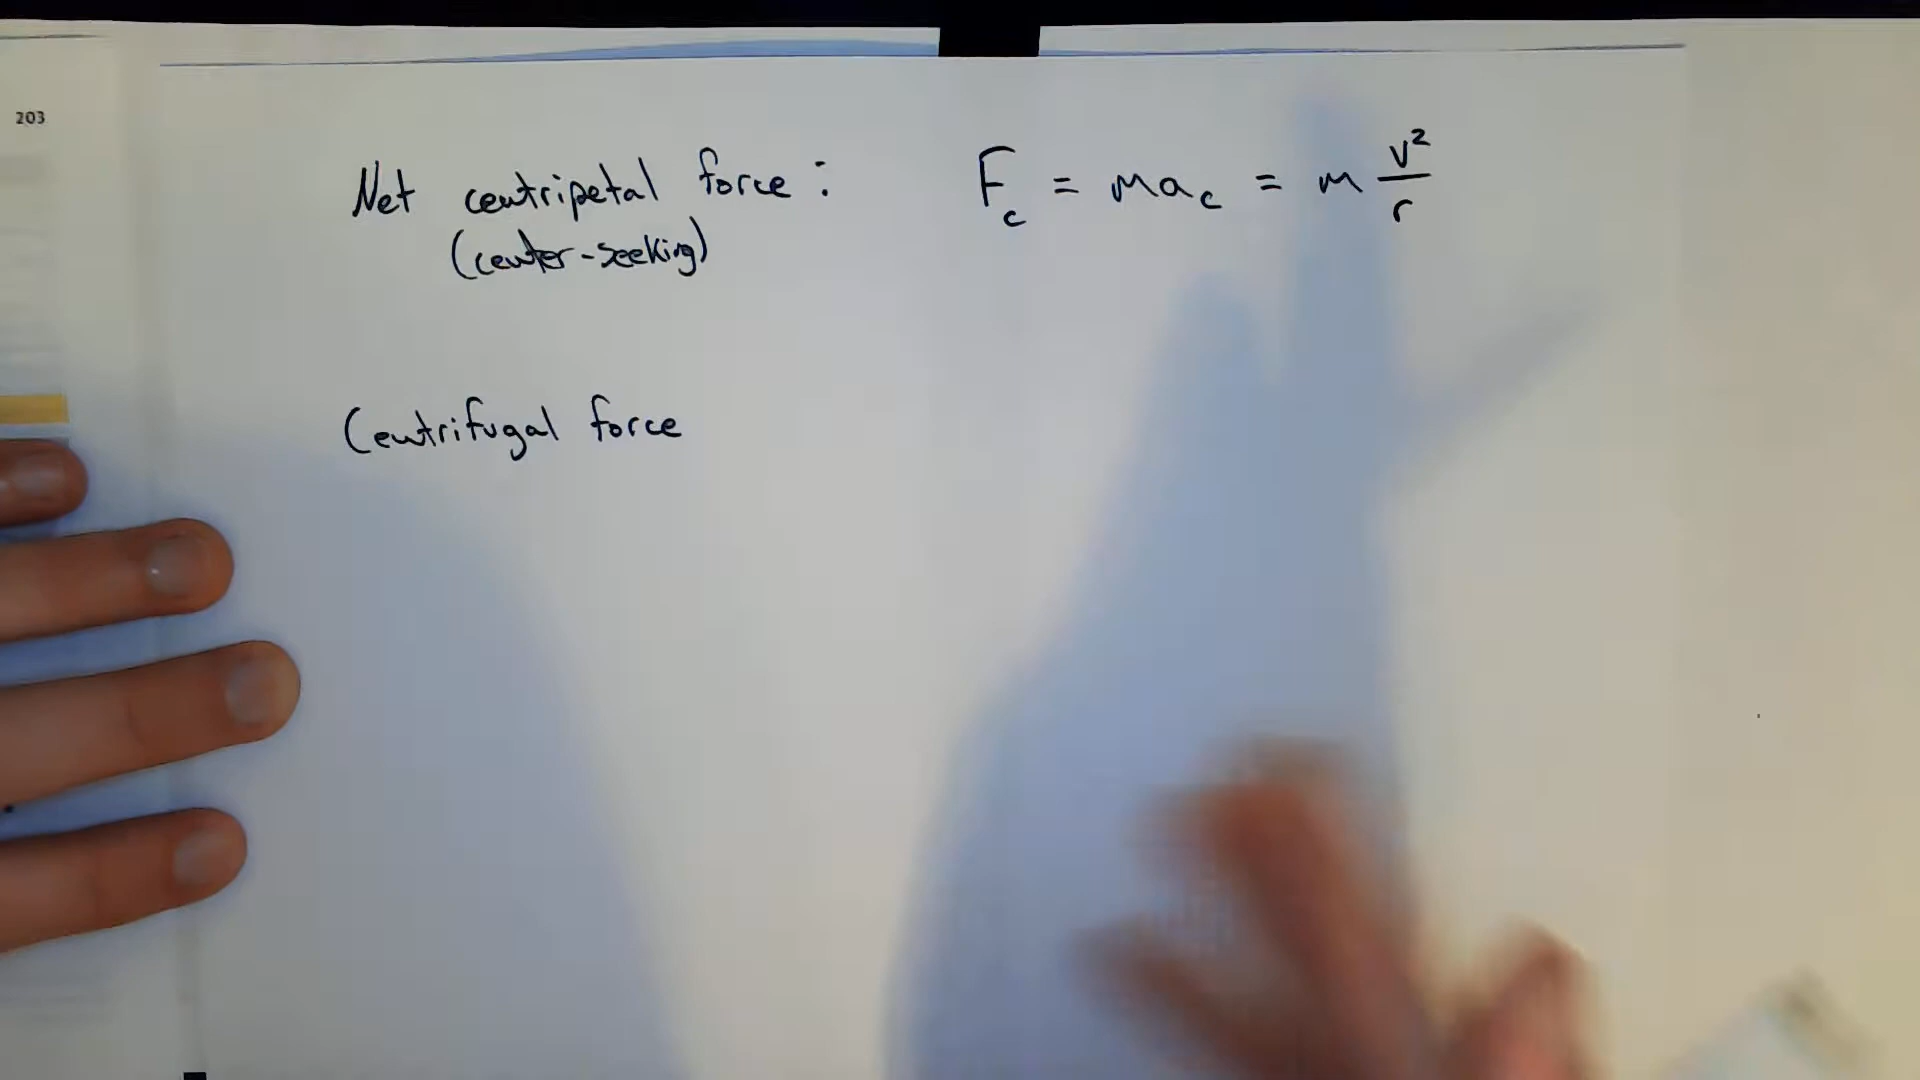 203
Net centripetal force : F_c = ma_c = m v²/r
(center-seeking)
Centrifugal force